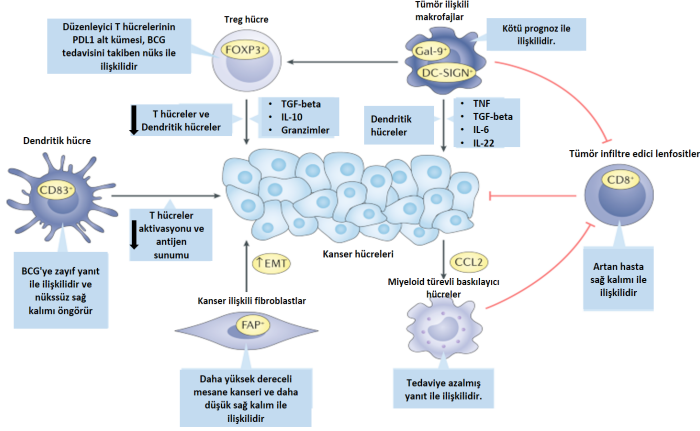 Düzenleyici T hücrelerinin
PDL1 alt kümesi, BCG
tedavisini takiben nüks ile
ilişkilidir
Treg hücre
FOXP3⁺
Tümör ilişkili
makrofajlar
Gal-9⁺
DC-SIGN⁺
Kötü prognoz ile
ilişkilidir.
T hücreler ve
Dendritik hücreler
• TGF-beta
• IL-10
• Granzimler
Dendritik
hücreler
• TNF
• TGF-beta
• IL-6
• IL-22
Dendritik hücre
CD83⁺
T hücreler
aktivasyonu ve
antijen
sunumu
BCG'ye zayıf yanıt
ile ilişkilidir ve
nükssüz sağ
kalımı öngörür
Kanser hücreleri
Tümör infiltre edici lenfositler
CD8⁺
Artan hasta
sağ kalımı ile
ilişkilidir
↑EMT
CCL2
Kanser ilişkili fibroblastlar
FAP⁺
Daha yüksek dereceli
mesane kanseri ve daha
düşük sağ kalım ile
ilişkilidir
Miyeloid türevli baskılayıcı
hücreler
Tedaviye azalmış
yanıt ile ilişkilidir.